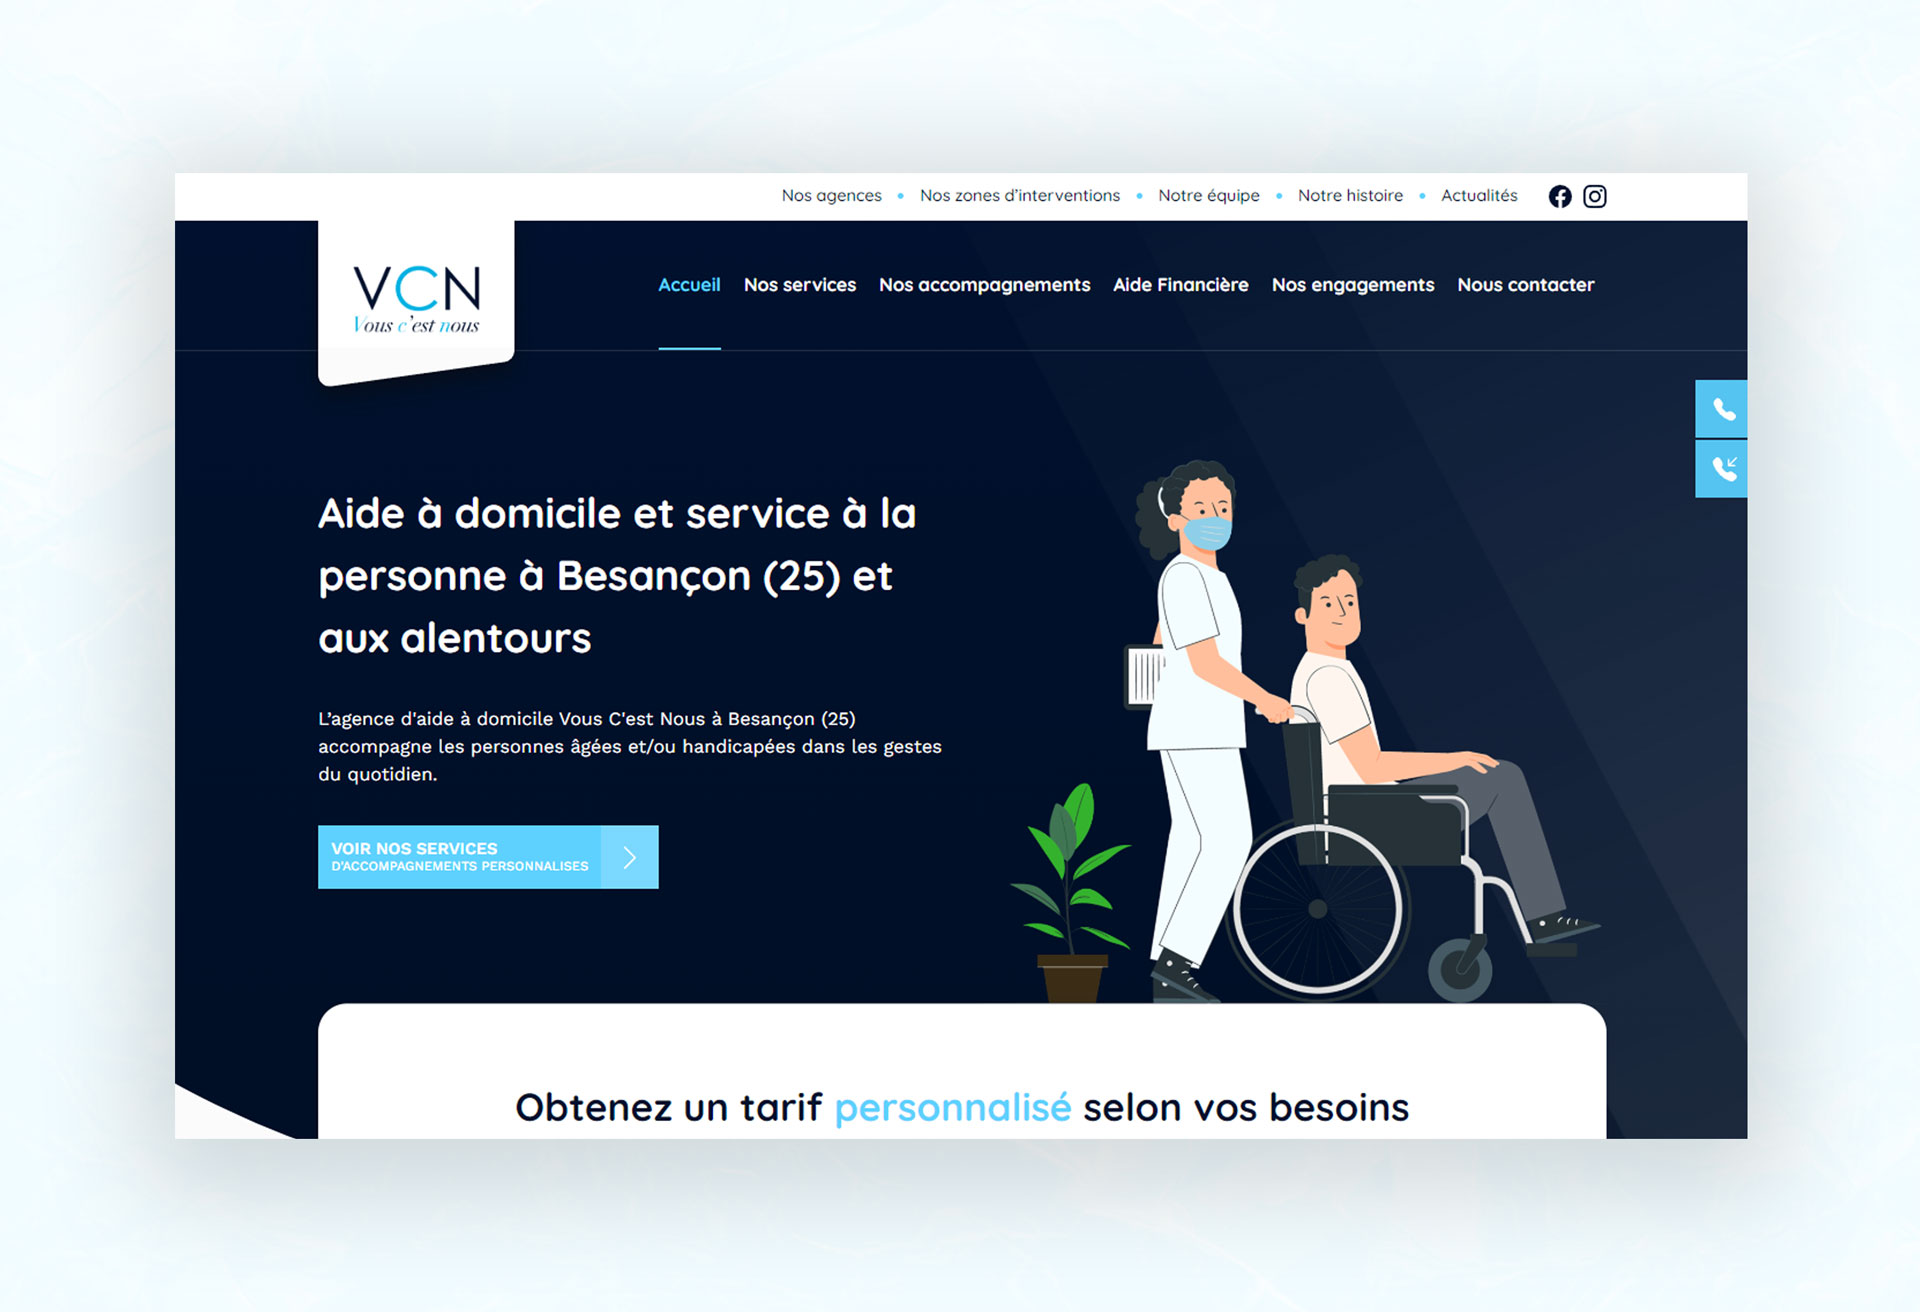 Nos agences • Nos zones d’interventions • Notre équipe • Notre histoire • Actualités
VCN
Vous c’est nous
Accueil Nos services Nos accompagnements Aide Financière Nos engagements Nous contacter
Aide à domicile et service à la
personne à Besançon (25) et
aux alentours
L’agence d'aide à domicile Vous C'est Nous à Besançon (25)
accompagne les personnes âgées et/ou handicapées dans les gestes
du quotidien.
VOIR NOS SERVICES
D'ACCOMPAGNEMENTS PERSONNALISES
Obtenez un tarif personnalisé selon vos besoins